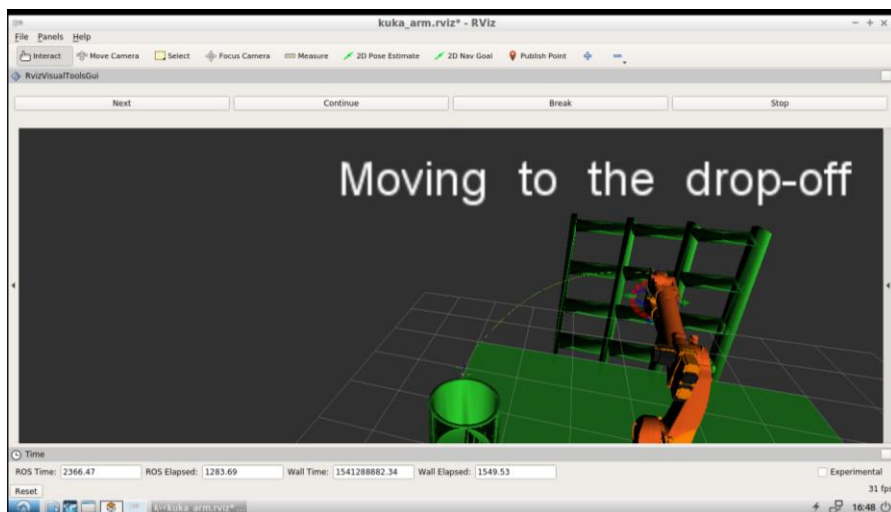 kuka_arm.rviz* - RViz
File Panels Help
Interact Move Camera Select Focus Camera Measure 2D Pose Estimate 2D Nav Goal Publish Point
RvizVisualToolsGui
Next Continue Break Stop
Moving to the drop-off
Time
ROS Time: 2366.47 ROS Elapsed: 1283.69 Wall Time: 1541288882.34 Wall Elapsed: 1549.53 Experimental
Reset 31 fps
kuka_arm.rviz* ... 16:48